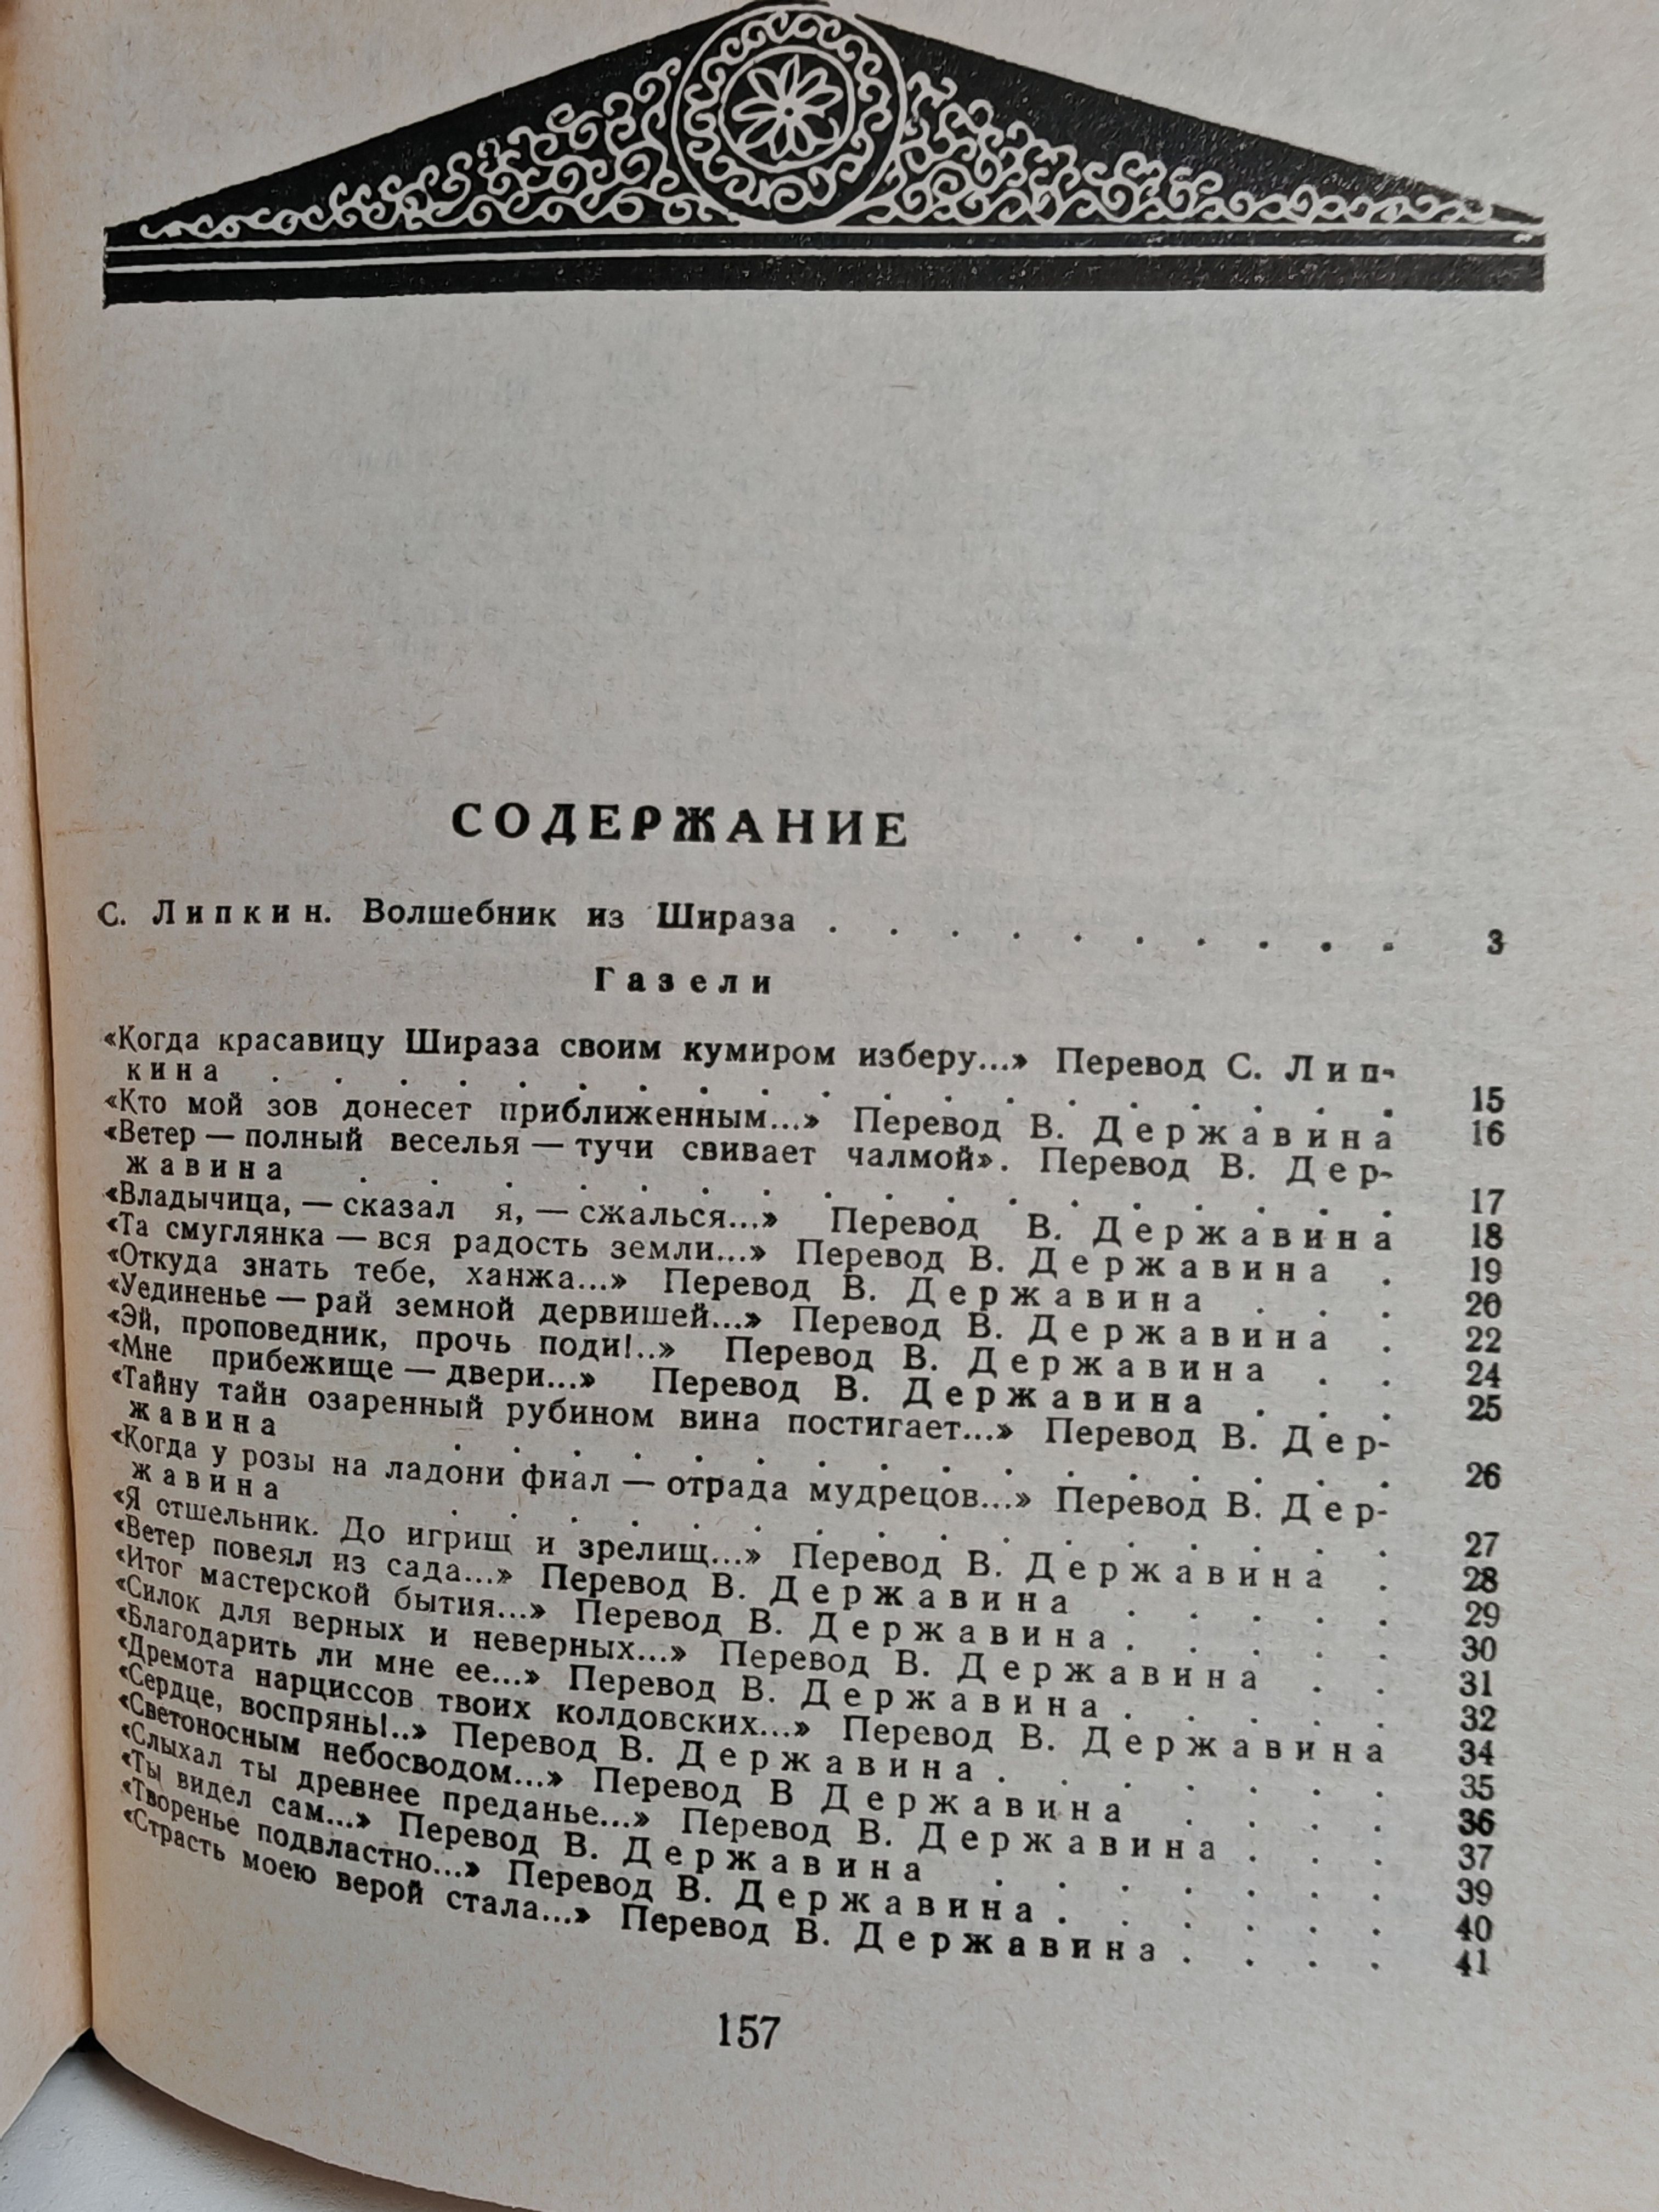 СОДЕРЖАНИЕ
С. Липкин. Волшебник из Шираза . . . . . . . . . . 3
Газели
«Когда красавицу Шираза своим кумиром изберу...» Перевод С. Лип-
кина . . . . . . . . . . . . . . . . . . . 15
«Кто мой зов донесет приближенным...» Перевод В. Державина 16
«Ветер — полный веселья — тучи свивает чалмой». Перевод В. Дер-
жавина . . . . . . . . . . . . . . . . . . 17
«Владычица, — сказал я, — сжалься...» Перевод В. Державина 18
«Та смуглянка — вся радость земли...» Перевод В. Державина . 19
«Откуда знать тебе, ханжа...» Перевод В. Державина . . . 20
«Уединенье — рай земной дервишей...» Перевод В. Державина . 22
«Эй, проповедник, прочь поди!..» Перевод В. Державина . . 24
«Мне прибежище — двери...» Перевод В. Державина . . . 25
«Тайну тайн озаренный рубином вина постигает...» Перевод В. Дер-
жавина . . . . . . . . . . . . . . . . 26
«Когда у розы на ладони фиал — отрада мудрецов...» Перевод В. Дер-
жавина . . . . . . . . . . . . . . . . 27
«Я отшельник. До игрищ и зрелищ...» Перевод В. Державина . 28
«Ветер повеял из сада...» Перевод В. Державина . . . . . 29
«Итог мастерской бытия...» Перевод В. Державина . . . . . 30
«Силок для верных и неверных...» Перевод В. Державина . . 31
«Благодарить ли мне ее...» Перевод В. Державина . . . . . 32
«Дремота нарциссов твоих колдовских...» Перевод В. Державина 34
«Сердце, воспрянь!..» Перевод В. Державина . . . . . . . 35
«Светоносным небосводом...» Перевод В Державина . . . . 36
«Слыхал ты древнее преданье...» Перевод В. Державина . . . 37
«Ты видел сам...» Перевод В. Державина . . . . . . . 39
«Творенье подвластно...» Перевод В. Державина . . . . . . 40
«Страсть моею верой стала...» Перевод В. Державина . . . . 41
157